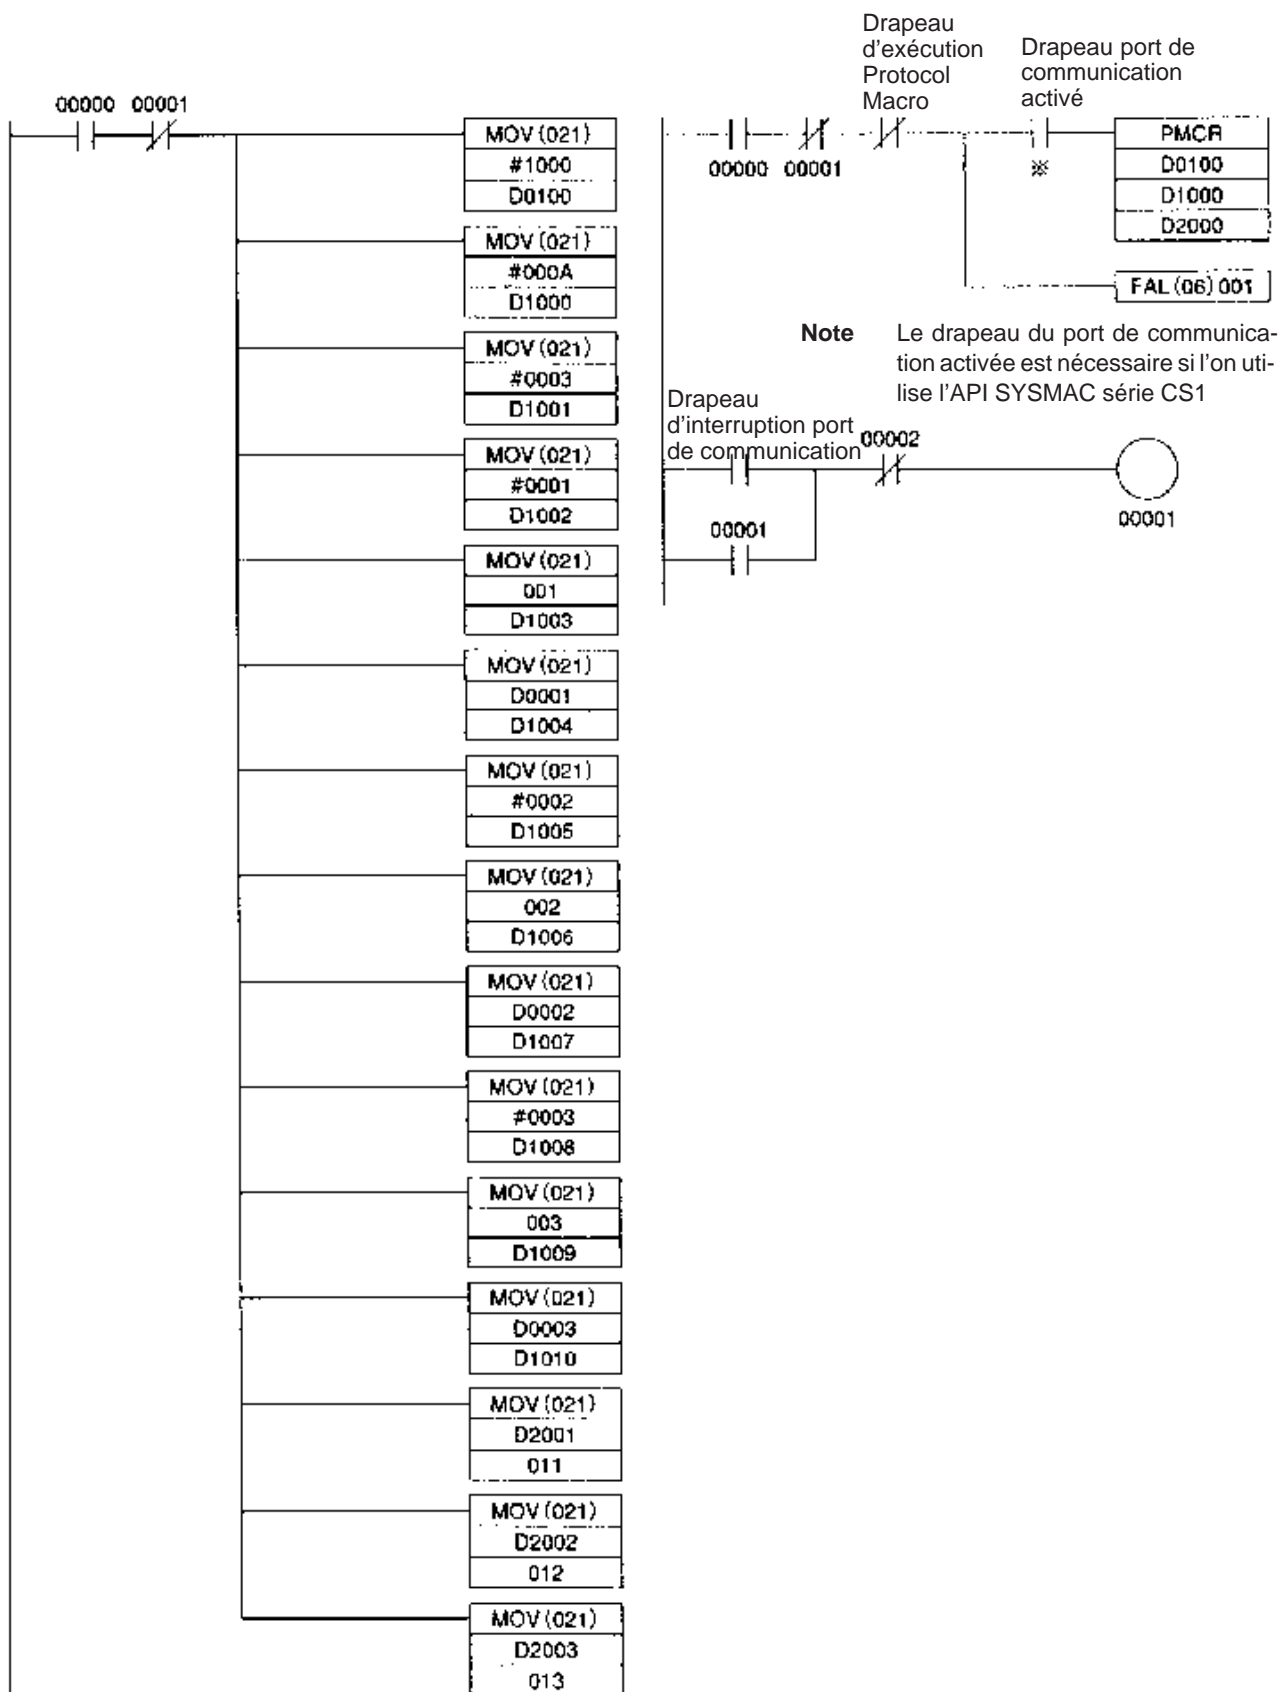 00000 00001
MOV(021)
#1000
D0100
MOV(021)
#000A
D1000
MOV(021)
#0003
D1001
MOV(021)
#0001
D1002
MOV(021)
001
D1003
MOV(021)
D0001
D1004
MOV(021)
#0002
D1005
MOV(021)
002
D1006
MOV(021)
D0002
D1007
MOV(021)
#0003
D1008
MOV(021)
003
D1009
MOV(021)
D0003
D1010
MOV(021)
D2001
011
MOV(021)
D2002
012
MOV(021)
D2003
013
Drapeau
d'exécution
Protocol
Macro
Drapeau port de
communication
activé
00000 00001
※
PMCR
D0100
D1000
D2000
FAL(06)001
Note Le drapeau du port de communica-
tion activée est nécessaire si l'on uti-
lise l'API SYSMAC série CS1
Drapeau
d'interruption port
de communication
00002
00001
00001